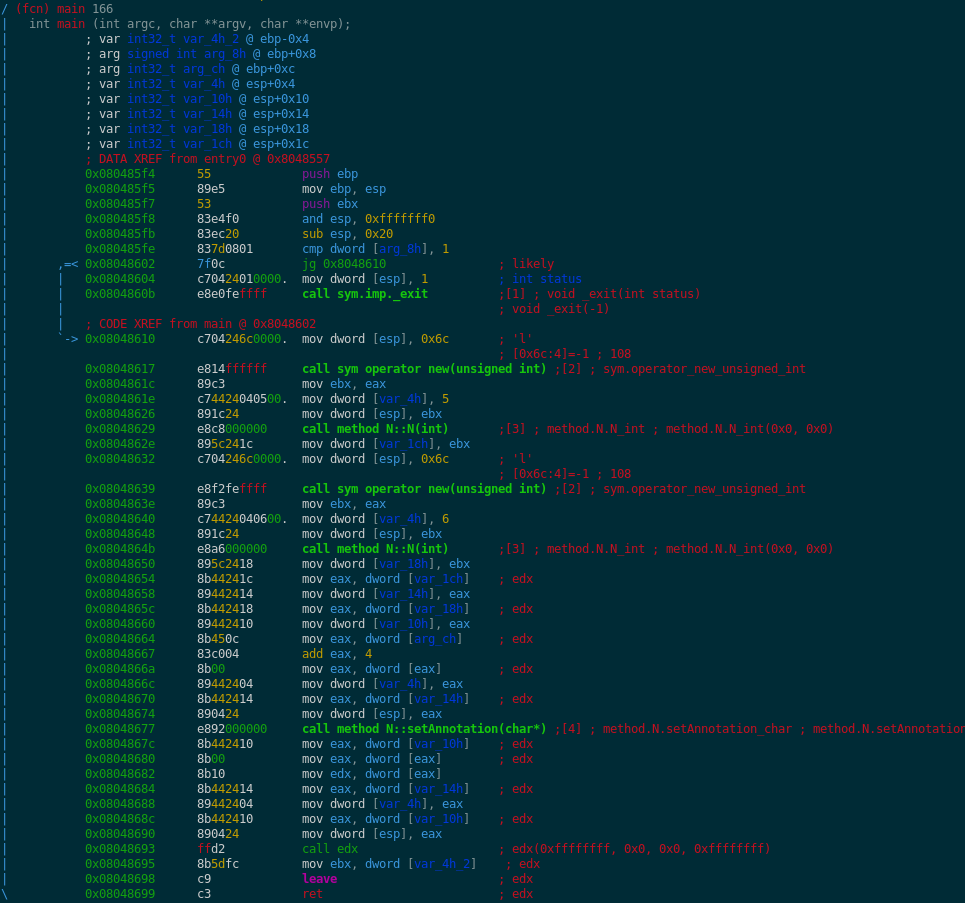 / (fcn) main 166
|   int main (int argc, char **argv, char **envp);
|           ; var int32_t var_4h_2 @ ebp-0x4
|           ; arg signed int arg_8h @ ebp+0x8
|           ; arg int32_t arg_ch @ ebp+0xc
|           ; var int32_t var_4h @ esp+0x4
|           ; var int32_t var_10h @ esp+0x10
|           ; var int32_t var_14h @ esp+0x14
|           ; var int32_t var_18h @ esp+0x18
|           ; var int32_t var_1ch @ esp+0x1c
|           ; DATA XREF from entry0 @ 0x8048557
|           0x080485f4      55             push ebp
|           0x080485f5      89e5           mov ebp, esp
|           0x080485f7      53             push ebx
|           0x080485f8      83e4f0         and esp, 0xfffffff0
|           0x080485fb      83ec20         sub esp, 0x20
|           0x080485fe      837d0801       cmp dword [arg_8h], 1
|       ,=< 0x08048602      7f0c           jg 0x8048610                ; likely
|       |   0x08048604      c70424010000.  mov dword [esp], 1          ; int status
|       |   0x0804860b      e8e0feffff     call sym.imp._exit          ;[1] ; void _exit(int status)
|       |                                                              ; void _exit(-1)
|       |   ; CODE XREF from main @ 0x8048602
|       `-> 0x08048610      c704246c0000.  mov dword [esp], 0x6c       ; 'l'
|                                                                      ; [0x6c:4]=-1 ; 108
|           0x08048617      e814ffffff     call sym operator new(unsigned int) ;[2] ; sym.operator_new_unsigned_int
|           0x0804861c      89c3           mov ebx, eax
|           0x0804861e      c74424040500.  mov dword [var_4h], 5
|           0x08048626      891c24         mov dword [esp], ebx
|           0x08048629      e8c8000000     call method N::N(int)       ;[3] ; method.N.N_int ; method.N.N_int(0x0, 0x0)
|           0x0804862e      895c241c       mov dword [var_1ch], ebx
|           0x08048632      c704246c0000.  mov dword [esp], 0x6c       ; 'l'
|                                                                      ; [0x6c:4]=-1 ; 108
|           0x08048639      e8f2feffff     call sym operator new(unsigned int) ;[2] ; sym.operator_new_unsigned_int
|           0x0804863e      89c3           mov ebx, eax
|           0x08048640      c74424040600.  mov dword [var_4h], 6
|           0x08048648      891c24         mov dword [esp], ebx
|           0x0804864b      e8a6000000     call method N::N(int)       ;[3] ; method.N.N_int ; method.N.N_int(0x0, 0x0)
|           0x08048650      895c2418       mov dword [var_18h], ebx
|           0x08048654      8b44241c       mov eax, dword [var_1ch]    ; edx
|           0x08048658      89442414       mov dword [var_14h], eax
|           0x0804865c      8b442418       mov eax, dword [var_18h]    ; edx
|           0x08048660      89442410       mov dword [var_10h], eax
|           0x08048664      8b450c         mov eax, dword [arg_ch]     ; edx
|           0x08048667      83c004         add eax, 4
|           0x0804866a      8b00           mov eax, dword [eax]        ; edx
|           0x0804866c      89442404       mov dword [var_4h], eax
|           0x08048670      8b442414       mov eax, dword [var_14h]    ; edx
|           0x08048674      890424         mov dword [esp], eax
|           0x08048677      e892000000     call method N::setAnnotation(char*) ;[4] ; method.N.setAnnotation_char ; method.N.setAnnotation
|           0x0804867c      8b442410       mov eax, dword [var_10h]    ; edx
|           0x08048680      8b00           mov eax, dword [eax]        ; edx
|           0x08048682      8b10           mov edx, dword [eax]
|           0x08048684      8b442414       mov eax, dword [var_14h]    ; edx
|           0x08048688      89442404       mov dword [var_4h], eax
|           0x0804868c      8b442410       mov eax, dword [var_10h]    ; edx
|           0x08048690      890424         mov dword [esp], eax
|           0x08048693      ffd2           call edx                    ; edx(0xffffffff, 0x0, 0x0, 0xffffffff)
|           0x08048695      8b5dfc         mov ebx, dword [var_4h_2]    ; edx
|           0x08048698      c9             leave                       ; edx
\           0x08048699      c3             ret                         ; edx